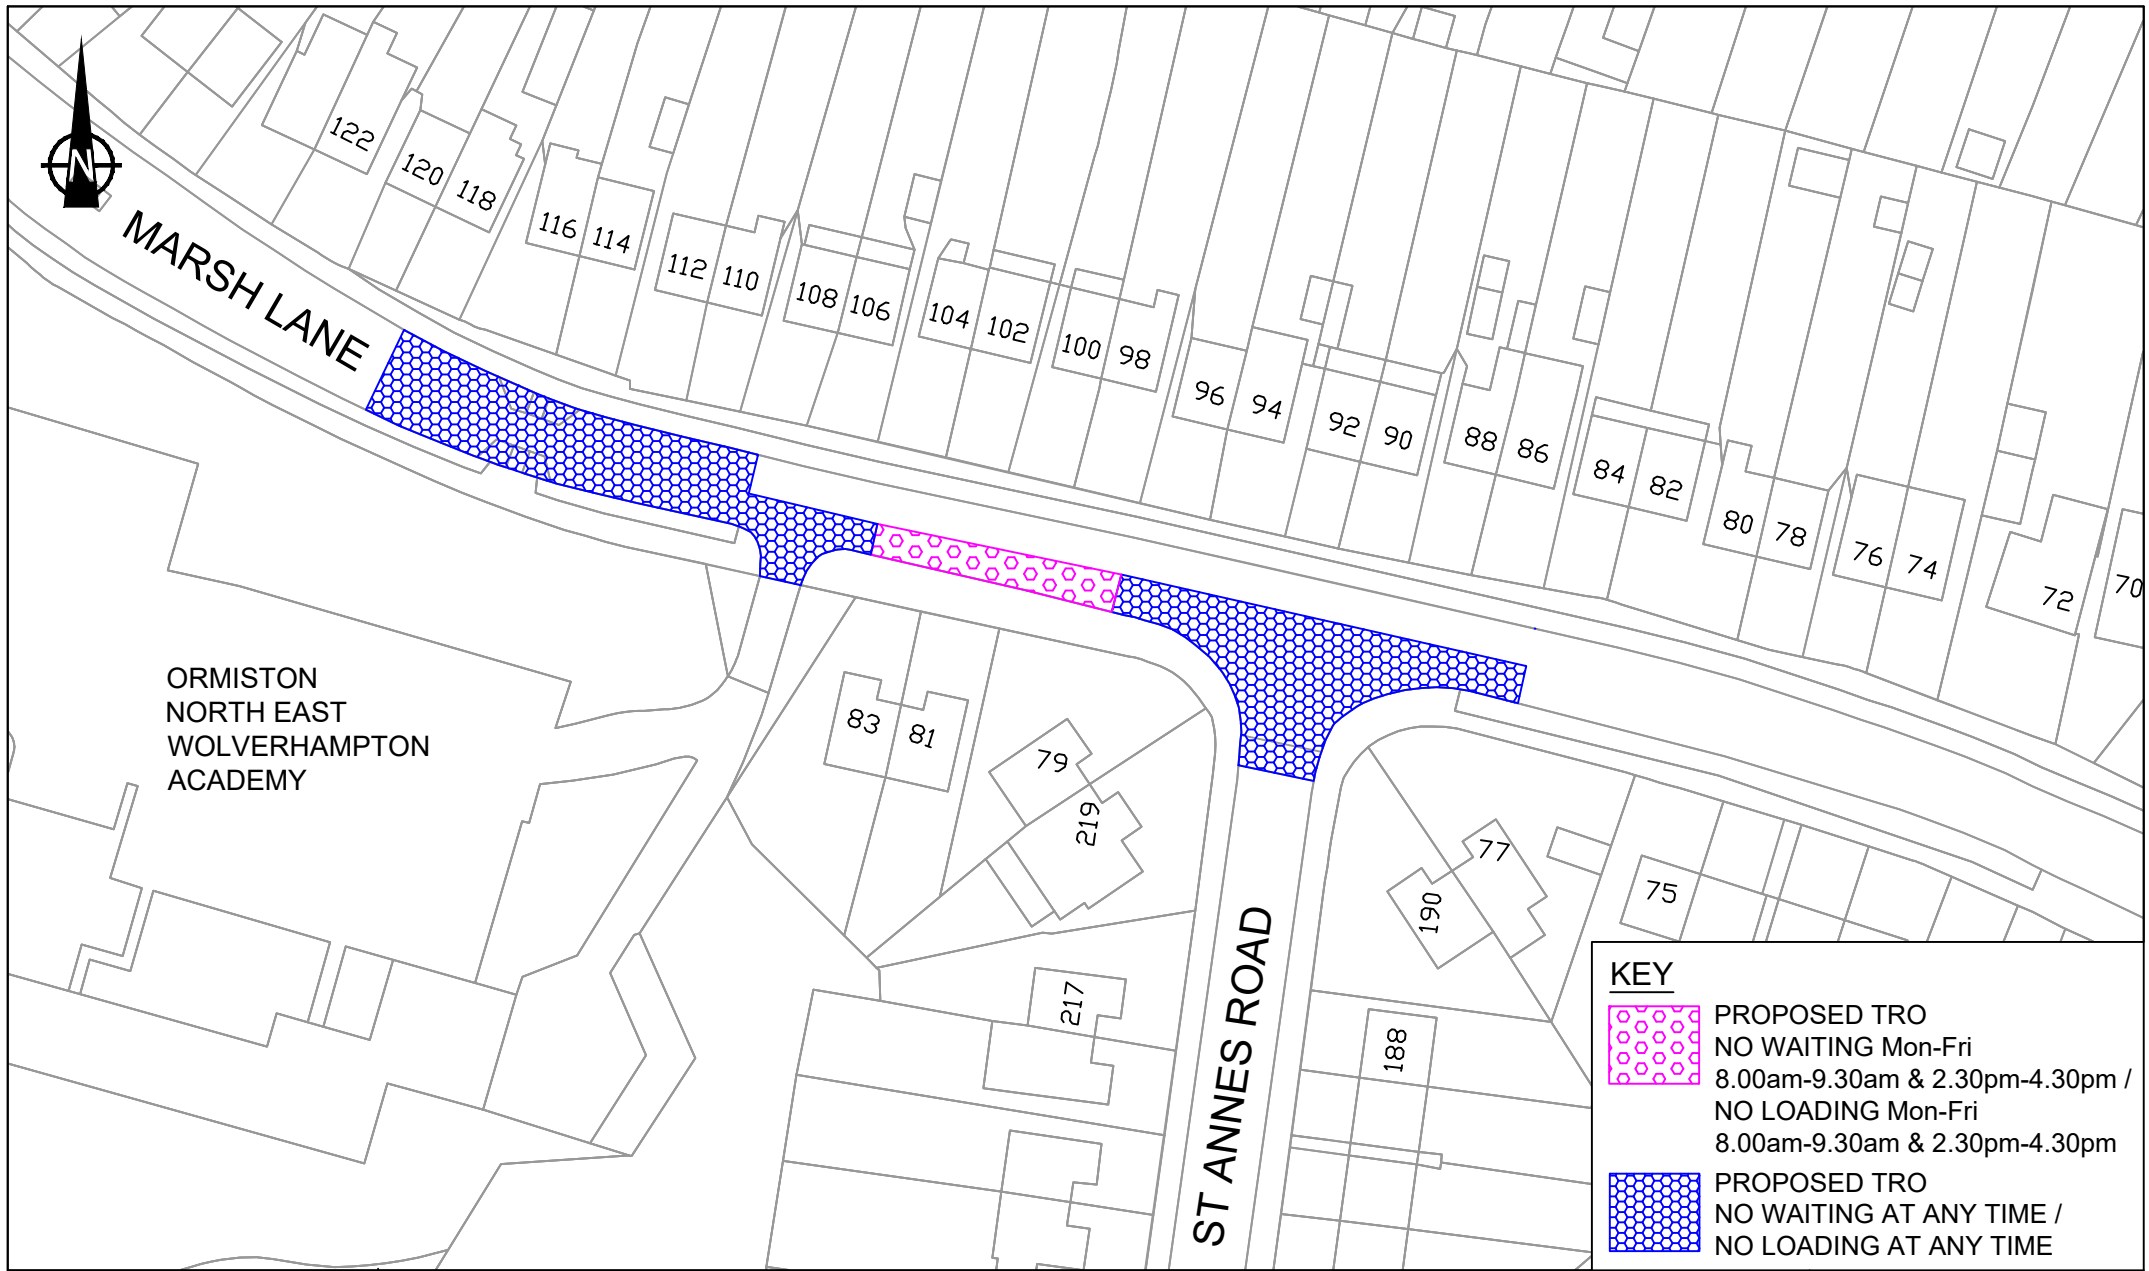 N
MARSH LANE
122
120
118
116
114
112
110
108
106
104
102
100
98
96
94
92
90
88
86
84
82
80
78
76
74
72
70
ORMISTON
NORTH EAST
WOLVERHAMPTON
ACADEMY
83
81
79
219
217
ST ANNES ROAD
77
190
75
188
KEY
PROPOSED TRO
NO WAITING Mon-Fri
8.00am-9.30am & 2.30pm-4.30pm /
NO LOADING Mon-Fri
8.00am-9.30am & 2.30pm-4.30pm
PROPOSED TRO
NO WAITING AT ANY TIME /
NO LOADING AT ANY TIME